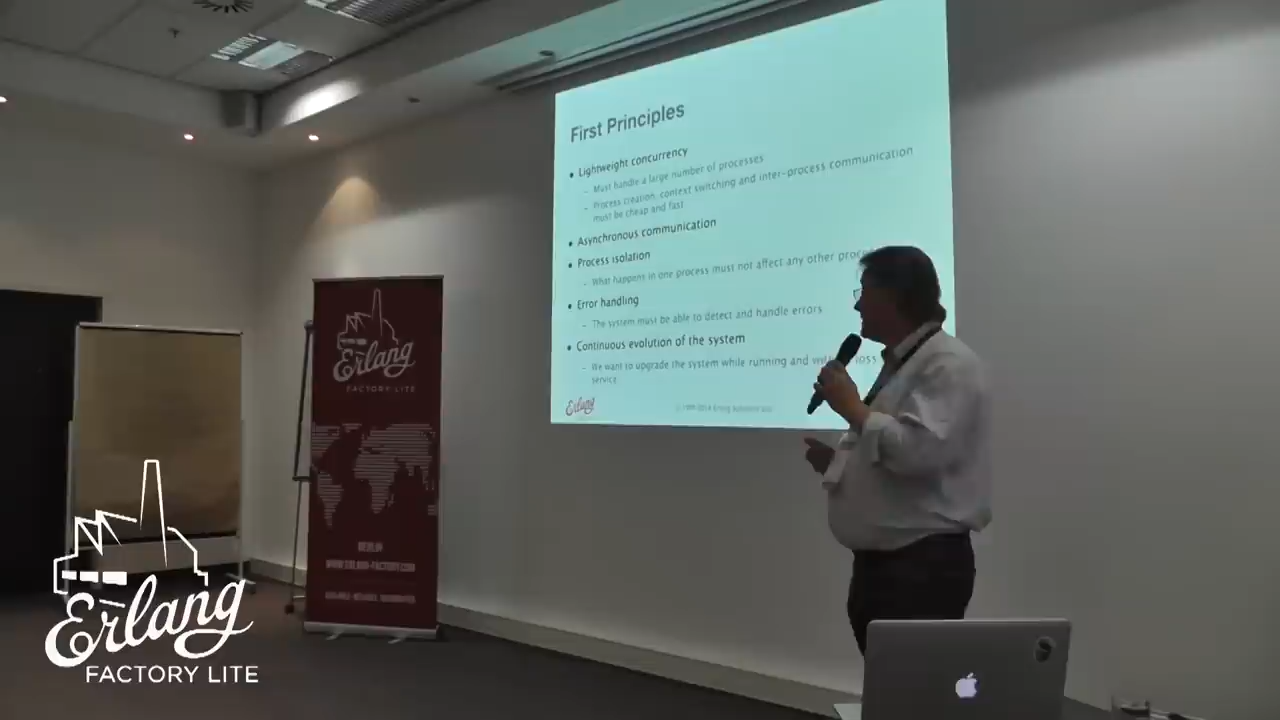 First Principles
• Lightweight concurrency
– Must handle a large number of processes
– Process creation, context switching and inter-process communication
must be cheap and fast
• Asynchronous communication
• Process isolation
– What happens in one process must not affect any other
• Error handling
– The system must be able to detect and handle errors
• Continuous evolution of the system
– We want to upgrade the system while running and loss
service
Erlang
Erlang
FACTORY LITE
BERLIN
WWW.ERLANG-FACTORY.COM
Erlang
FACTORY LITE